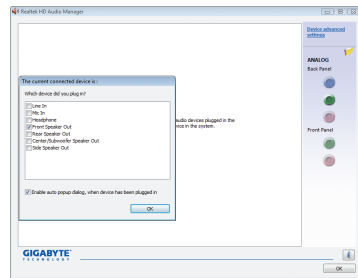 Realtek HD Audio Manager
Device advanced
settings
ANALOG
Back Panel
The current connected device is:
Which device did you plug in?
Line In
Mic In
Headphone
Front Speaker Out
Rear Speaker Out
Center/Subwoofer Speaker Out
Side Speaker Out
audio devices plugged in the
vice in the system.
Front Panel
Enable auto popup dialog, when device has been plugged in
OK
GIGABYTE
TECHNOLOGY
OK